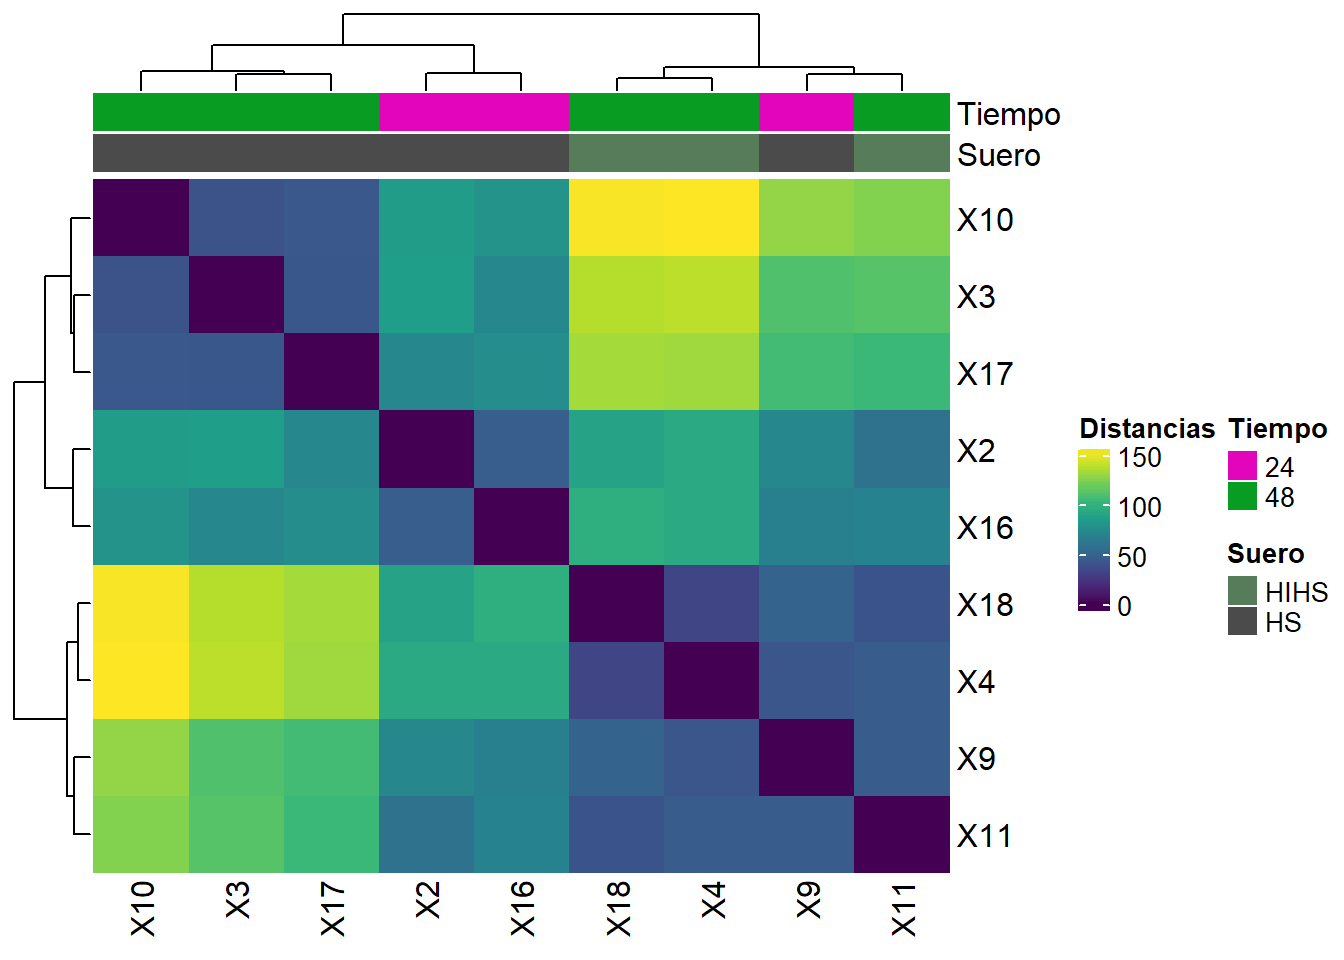 Tiempo
Suero
X10
X3
X17
X2
X16
X18
X4
X9
X11
X10
X3
X17
X2
X16
X18
X4
X9
X11
Distancias
150
100
50
0
Tiempo
24
48
Suero
HIHS
HS